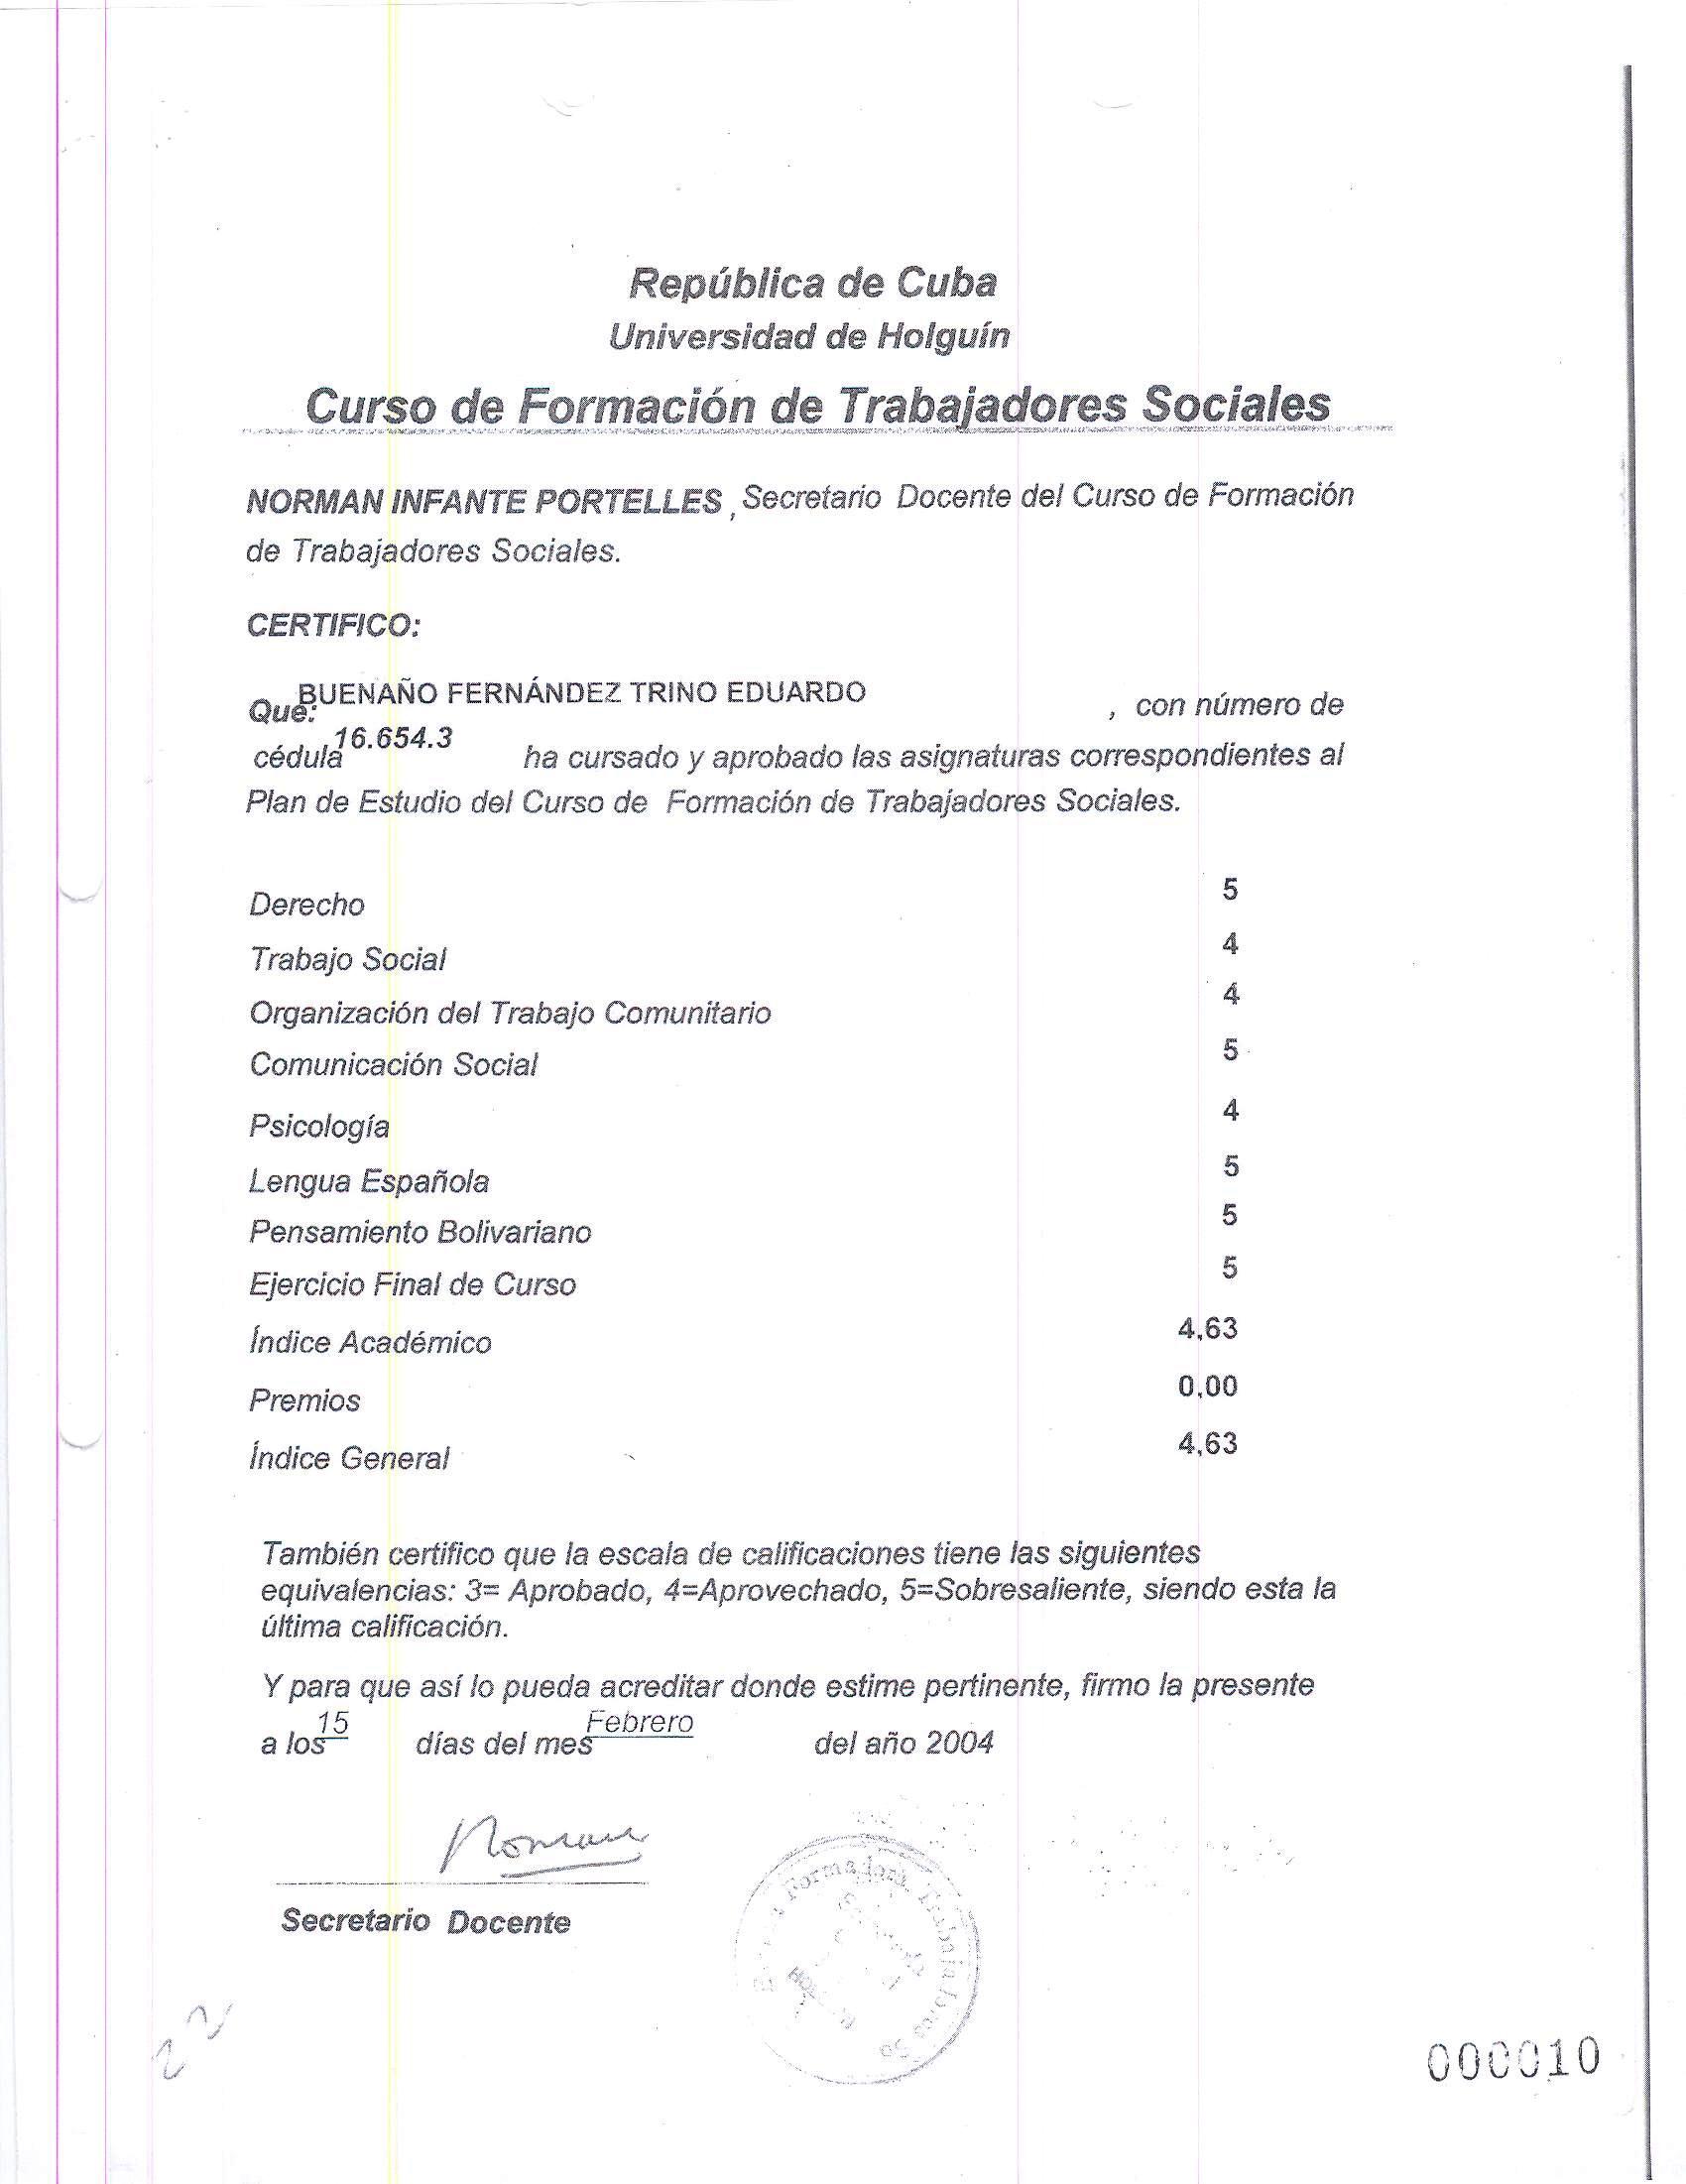 República de Cuba
Universidad de Holguín
Curso de Formación de Trabajadores Sociales
NORMAN INFANTE PORTELLES, Secretario Docente del Curso de Formación
de Trabajadores Sociales.
CERTIFICO:
Que: BUENAÑO FERNÁNDEZ TRINO EDUARDO , con número de
cédula 16.654.3 ha cursado y aprobado las asignaturas correspondientes al
Plan de Estudio del Curso de Formación de Trabajadores Sociales.
Derecho 5
Trabajo Social 4
Organización del Trabajo Comunitario 4
Comunicación Social 5
Psicología 4
Lengua Española 5
Pensamiento Bolivariano 5
Ejercicio Final de Curso 5
Índice Académico 4,63
Premios 0,00
Índice General 4,63
También certifico que la escala de calificaciones tiene las siguientes
equivalencias: 3= Aprobado, 4=Aprovechado, 5=Sobresaliente, siendo esta la
última calificación.
Y para que así lo pueda acreditar donde estime pertinente, firmo la presente
a los 15 días del mes Febrero del año 2004
Norman
Secretario Docente
Formadora Trabajadores So
22
000010